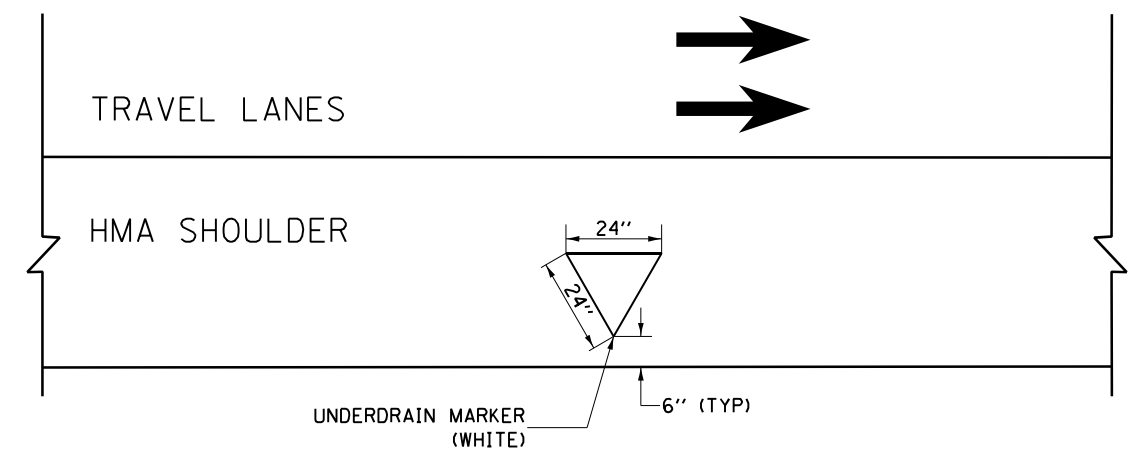 TRAVEL LANES
HMA SHOULDER
24''
24''
6'' (TYP)
UNDERDRAIN MARKER
(WHITE)